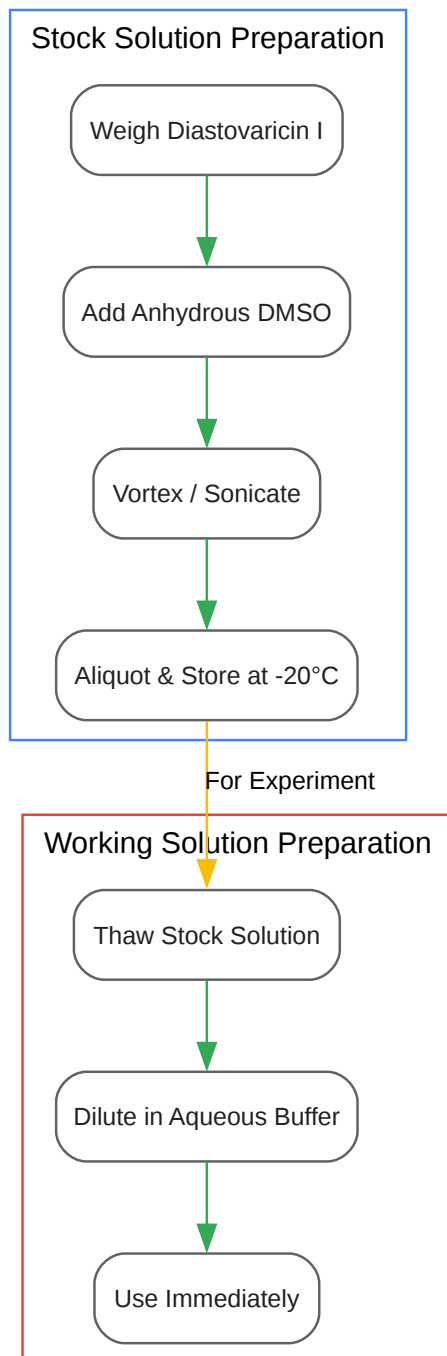 Stock Solution Preparation
Weigh Diastovaricin I
Add Anhydrous DMSO
Vortex / Sonicate
Aliquot & Store at -20°C
For Experiment
Working Solution Preparation
Thaw Stock Solution
Dilute in Aqueous Buffer
Use Immediately